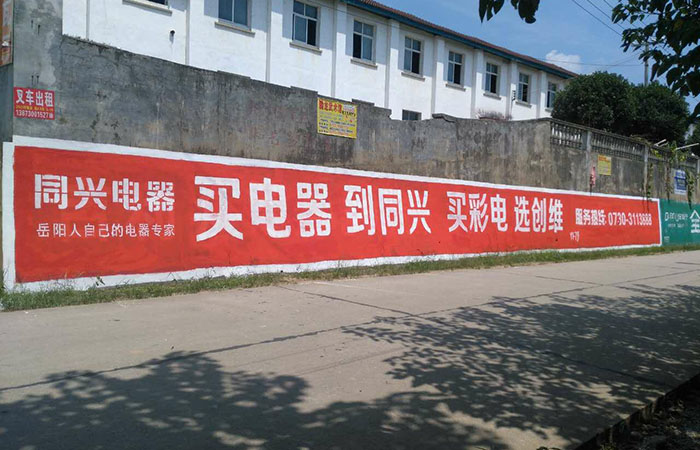 叉车出租
同兴电器
岳阳人自己的电器专家
买电器 到同兴 买彩电 选创维
服务热线: 0730-3113888
全